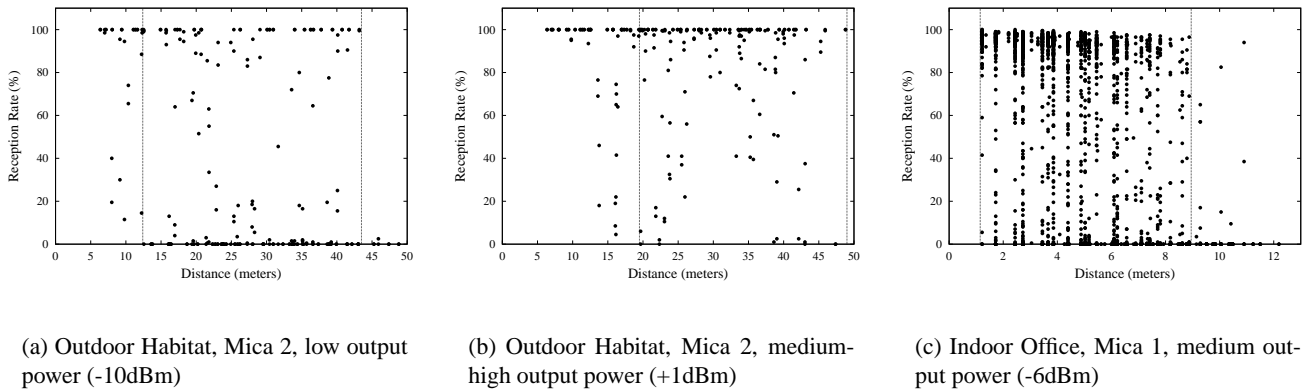 100
80
60
40
20
0
Reception Rate (%)
0 5 10 15 20 25 30 35 40 45 50
Distance (meters)
100
80
60
40
20
0
Reception Rate (%)
0 5 10 15 20 25 30 35 40 45 50
Distance (meters)
100
80
60
40
20
0
Reception Rate (%)
0 2 4 6 8 10 12
Distance (meters)
(a) Outdoor Habitat, Mica 2, low output
power (-10dBm)
(b) Outdoor Habitat, Mica 2, medium-
high output power (+1dBm)
(c) Indoor Office, Mica 1, medium out-
put power (-6dBm)